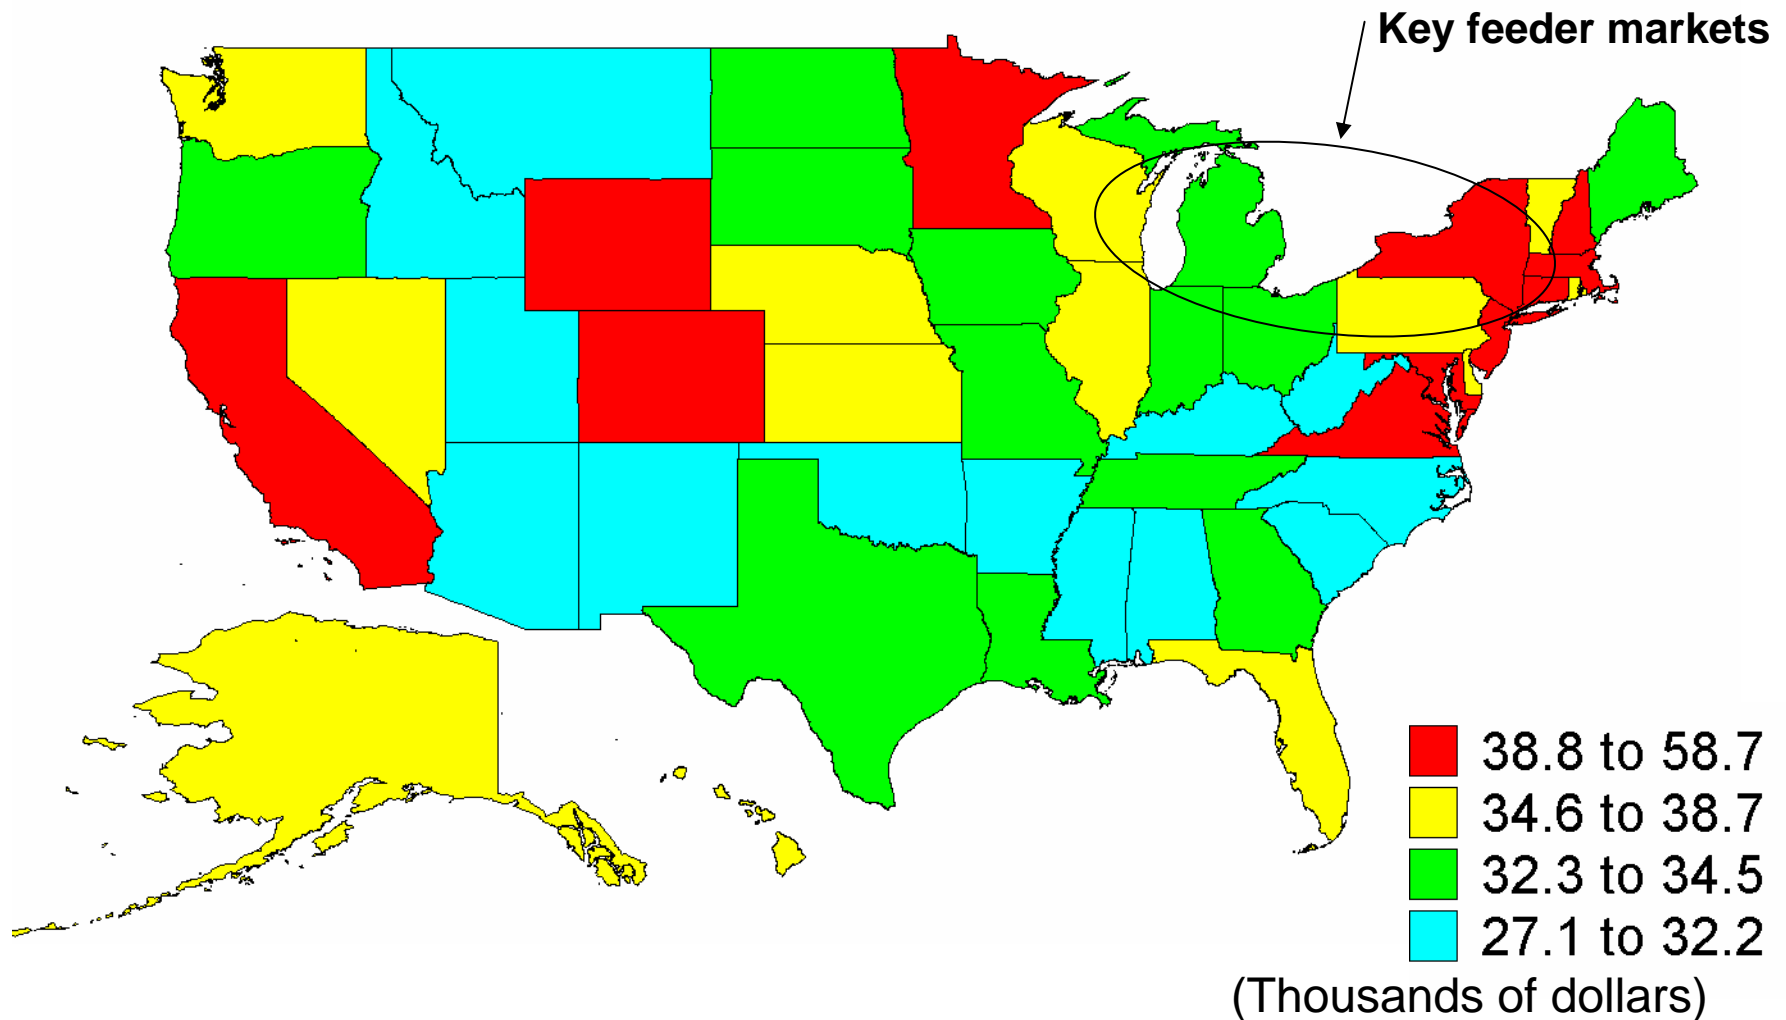 Key feeder markets
38.8 to 58.7
34.6 to 38.7
32.3 to 34.5
27.1 to 32.2
(Thousands of dollars)